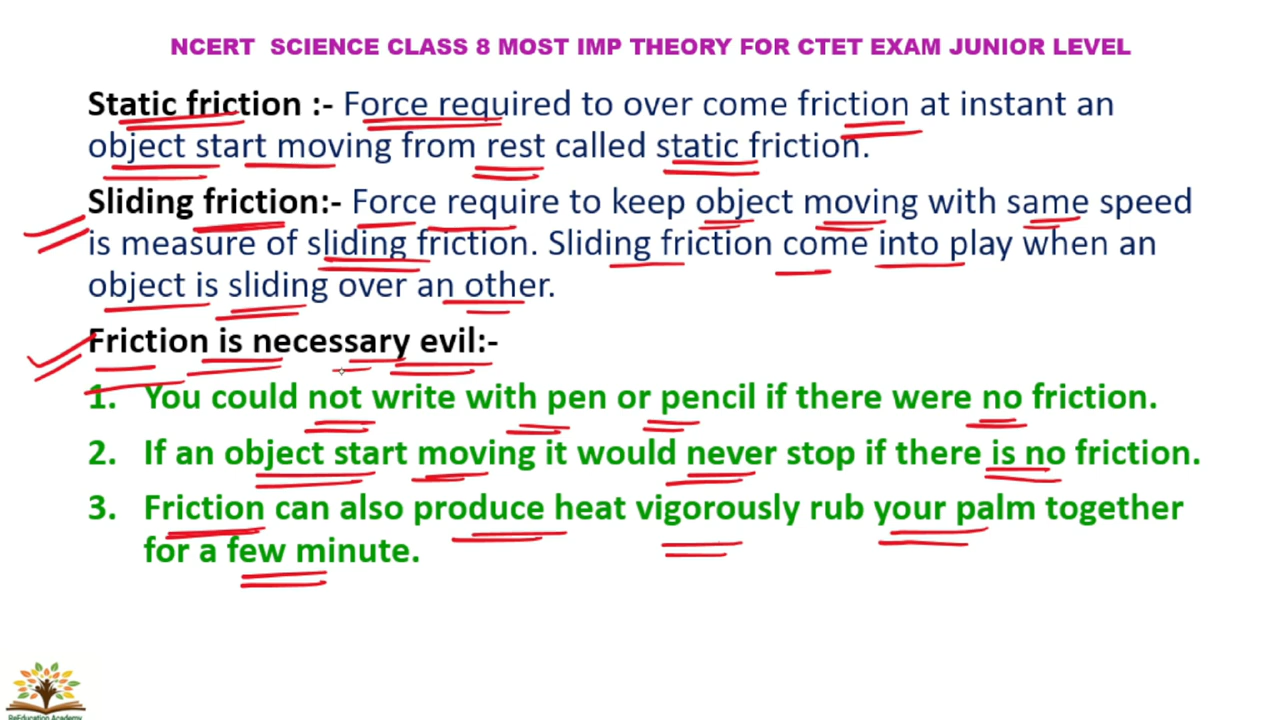 NCERT SCIENCE CLASS 8 MOST IMP THEORY FOR CTET EXAM JUNIOR LEVEL
Static friction :- Force required to over come friction at instant an
object start moving from rest called static friction.
Sliding friction:- Force require to keep object moving with same speed
is measure of sliding friction. Sliding friction come into play when an
object is sliding over an other.
Friction is necessary evil:-
1. You could not write with pen or pencil if there were no friction.
2. If an object start moving it would never stop if there is no friction.
3. Friction can also produce heat vigorously rub your palm together
for a few minute.
ReEducation Academy